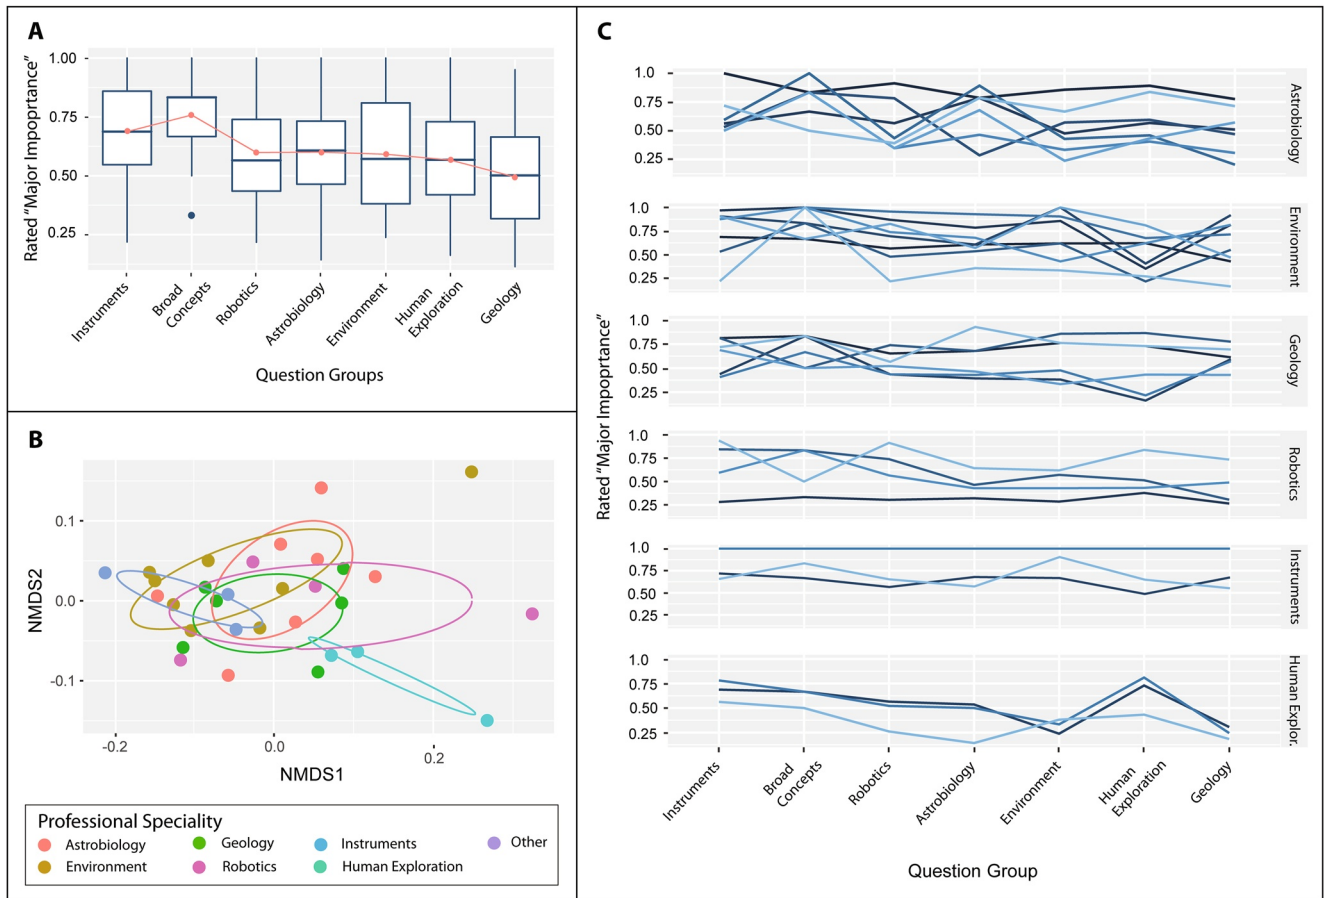 A
Rated “Major Impoprtance”
1.00
0.75
0.50
0.25
Instruments
Broad
Concepts
Robotics
Astrobiology
Environment
Human
Exploration
Geology
Question Groups
B
NMDS2
0.1
0.0
-0.1
-0.2
0.0
0.2
NMDS1
Professional Speciality
Astrobiology
Geology
Instruments
Other
Environment
Robotics
Human Exploration
C
Rated “Major Impoprtance”
1.0
0.75
0.50
0.25
Astrobiology
1.0
0.75
0.50
0.25
Environment
1.0
0.75
0.50
0.25
Geology
1.0
0.75
0.50
0.25
Robotics
1.0
0.75
0.50
0.25
Instruments
1.0
0.75
0.50
0.25
Human Explor.
Instruments
Broad
Concepts
Robotics
Astrobiology
Environment
Human
Exploration
Geology
Question Group